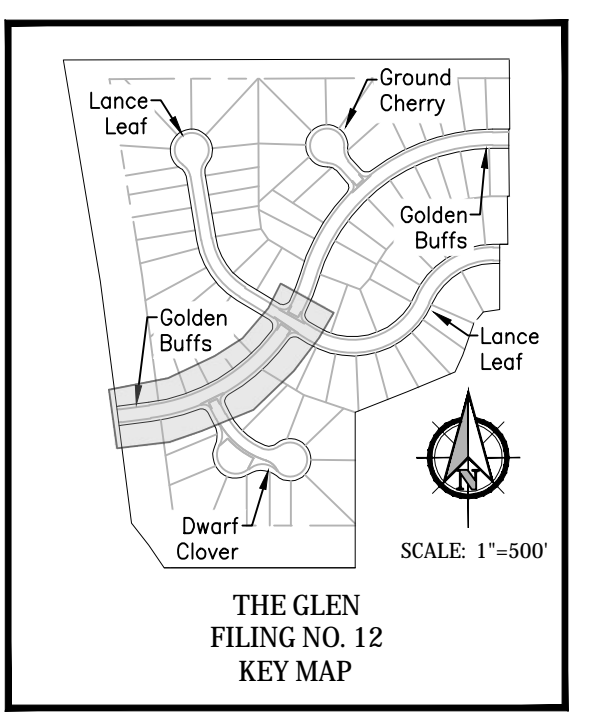 Lance
Leaf
Ground
Cherry
Golden
Buffs
Golden
Buffs
Lance
Leaf
Dwarf
Clover
N
SCALE: 1"=500'
THE GLEN
FILING NO. 12
KEY MAP